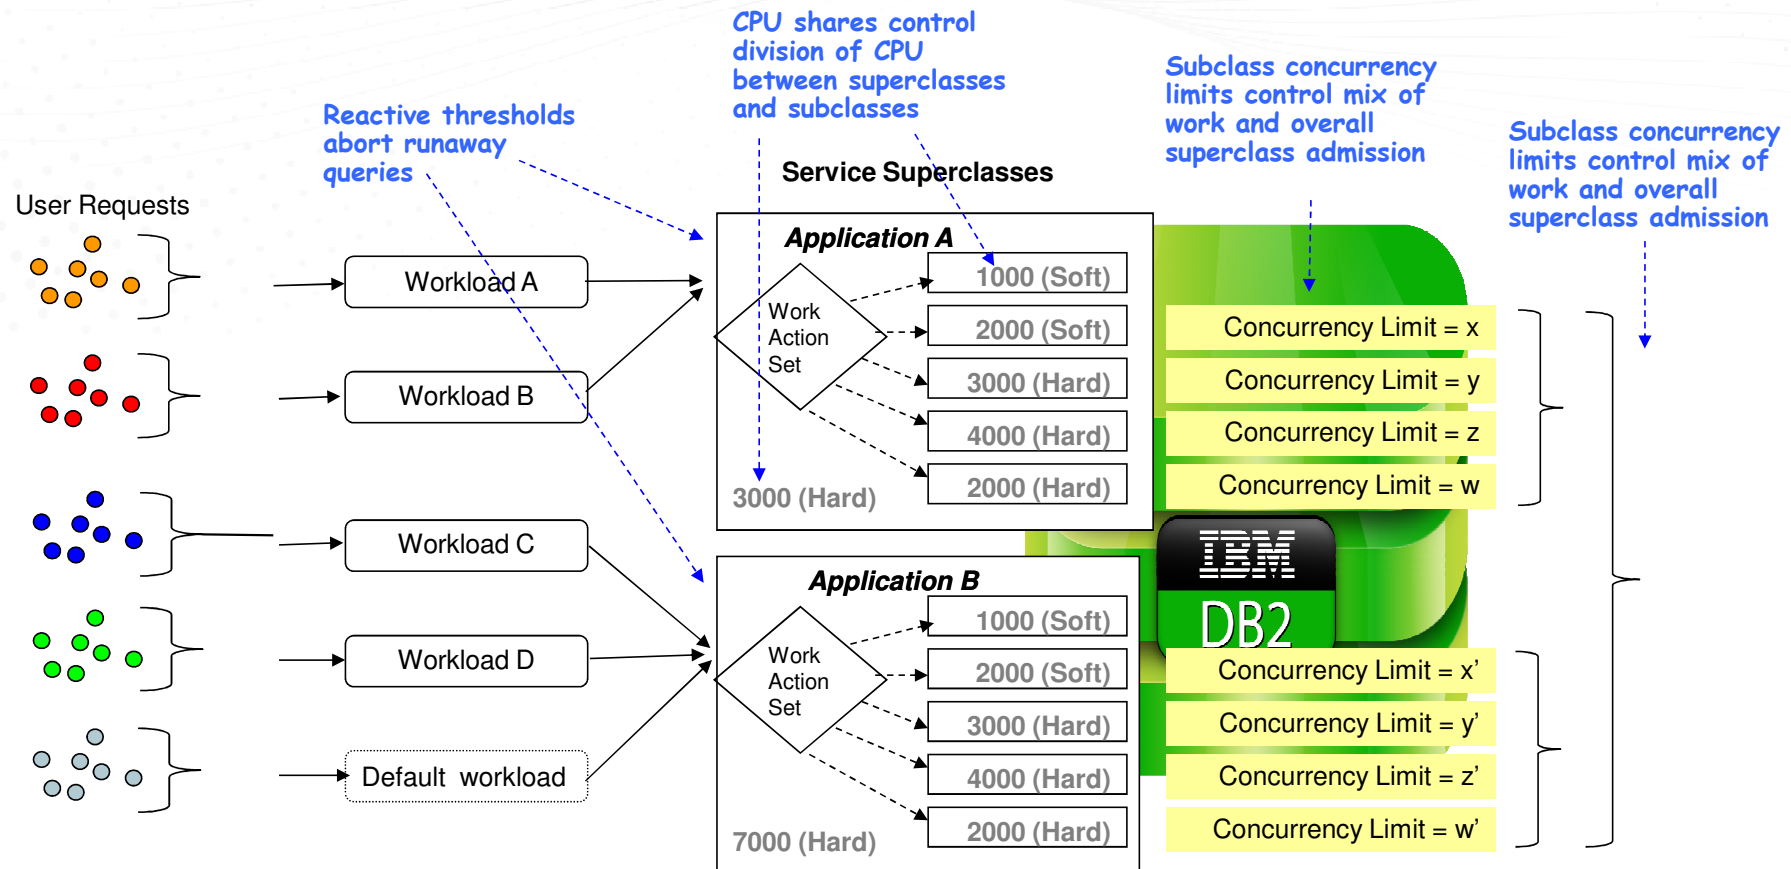 CPU shares control
division of CPU
between superclasses
and subclasses
Subclass concurrency
limits control mix of
work and overall
superclass admission
Subclass concurrency
limits control mix of
work and overall
superclass admission
Reactive thresholds
abort runaway
queries
Service Superclasses
User Requests
Workload A
Workload B
Workload C
Workload D
Default workload
Application A
Work
Action
Set
1000 (Soft)
2000 (Soft)
3000 (Hard)
4000 (Hard)
2000 (Hard)
3000 (Hard)
Concurrency Limit = x
Concurrency Limit = y
Concurrency Limit = z
Concurrency Limit = w
IBM
DB2
Application B
Work
Action
Set
1000 (Soft)
2000 (Soft)
3000 (Hard)
4000 (Hard)
2000 (Hard)
7000 (Hard)
Concurrency Limit = x’
Concurrency Limit = y’
Concurrency Limit = z’
Concurrency Limit = w’